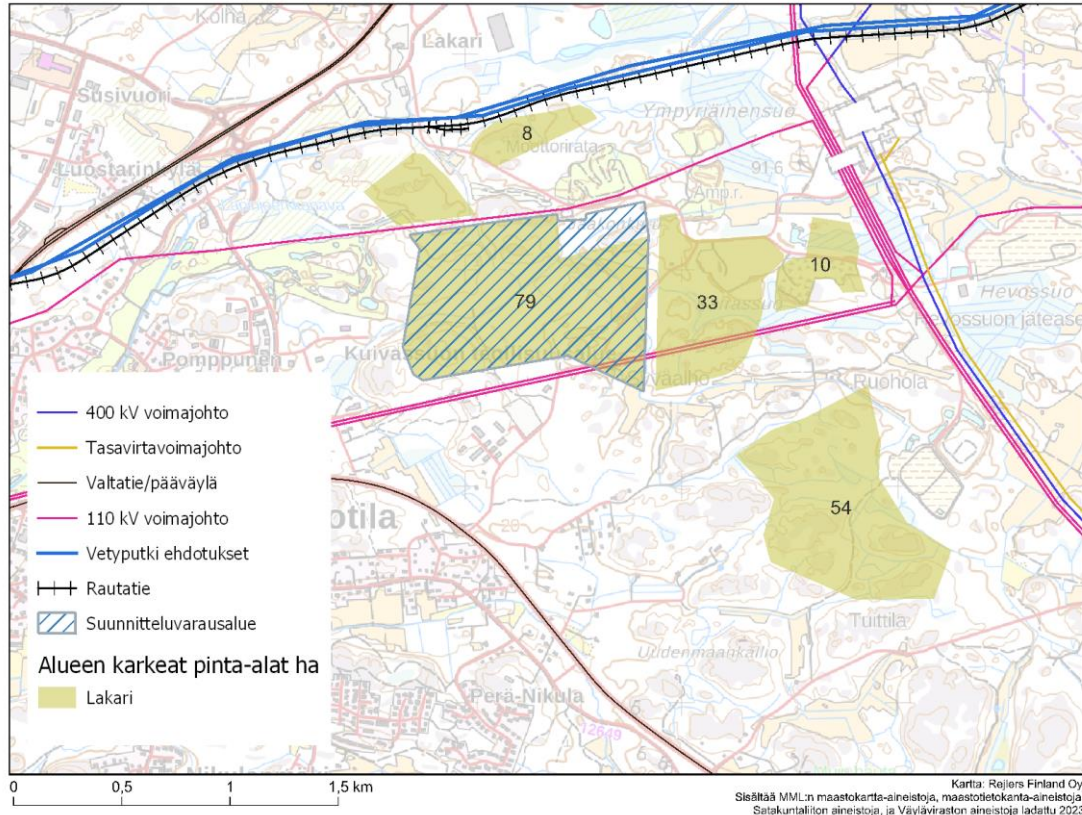 Kolha
Lakari
Susivuori
Ympyriäinensuo
8
Moottorirata
Luostarinkylä
91.6
Amp.r.
10
79
33
Hevossuo
Hevossuon jäteasem
Pomppunen
Ruohola
400 kV voimajohto
Tasavirtavoimajohto
Valtatie/pääväylä
110 kV voimajohto
54
Vetyputki ehdotukset
Rautatie
Suunnitteluvarausalue
Tuittila
Uudenmaankallio
Alueen karkeat pinta-alat ha
Lakari
Perä-Nikula
12649
0 0,5 1 1,5 km
Kartta: Rejlers Finland Oy
Sisältää MML:n maastokartta-aineistoja, maastotietokanta-aineistoja,
Satakuntaliiton aineistoja, ja Väyläviraston aineistoja ladattu 2023